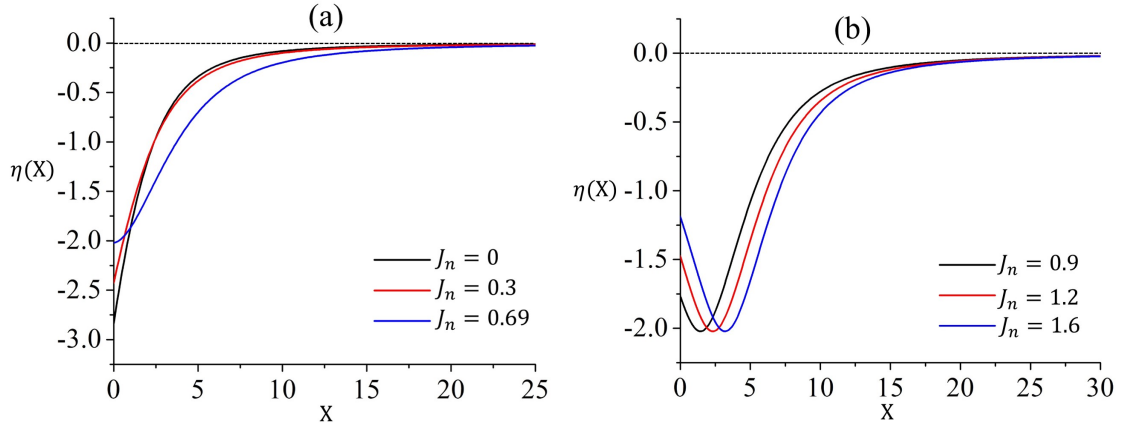 (a)
0.0
-0.5
-1.0
η(X)
-1.5
-2.0
-2.5
-3.0
J_n = 0
J_n = 0.3
J_n = 0.69
0 5 10 15 20 25
X
(b)
0.0
-0.5
η(X)
-1.0
-1.5
-2.0
J_n = 0.9
J_n = 1.2
J_n = 1.6
0 5 10 15 20 25 30
X